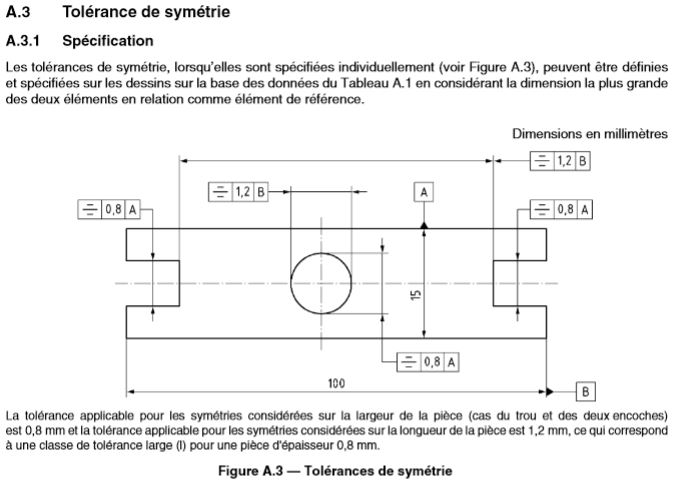 A.3 Tolérance de symétrie
A.3.1 Spécification
Les tolérances de symétrie, lorsqu'elles sont spécifiées individuellement (voir Figure A.3), peuvent être définies
et spécifiées sur les dessins sur la base des données du Tableau A.1 en considérant la dimension la plus grande
des deux éléments en relation comme élément de référence.
Dimensions en millimètres
1,2 B
1,2 B
A
0,8 A
0,8 A
15
0,8 A
100
B
La tolérance applicable pour les symétries considérées sur la largeur de la pièce (cas du trou et des deux encoches)
est 0,8 mm et la tolérance applicable pour les symétries considérées sur la longueur de la pièce est 1,2 mm, ce qui correspond
à une classe de tolérance large (l) pour une pièce d'épaisseur 0,8 mm.
Figure A.3 — Tolérances de symétrie